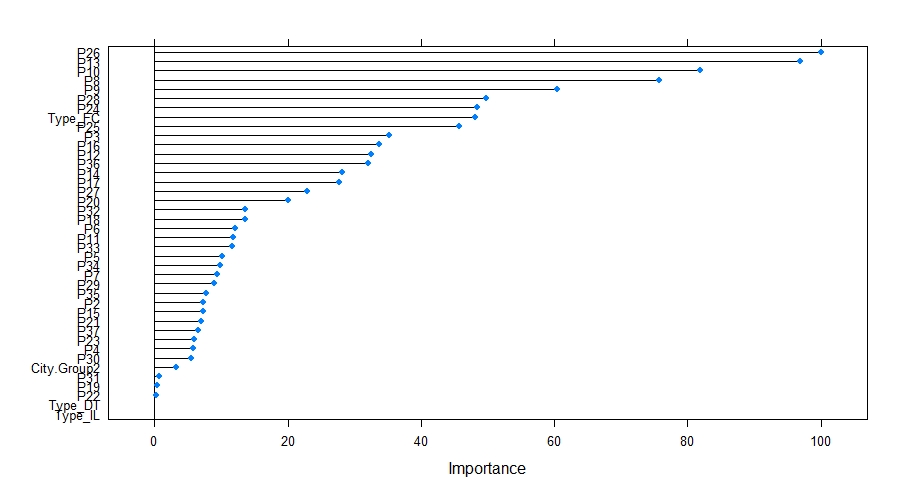 P26
P13
P10
P8
P9
P28
P24
Type_FC
P25
P3
P16
P12
P36
P14
P17
P27
P20
P32
P18
P6
P11
P33
P5
P34
P7
P29
P35
P2
P15
P21
P37
P23
P4
P30
City.Group2
P31
P19
P22
Type_DT
Type_IL
0 20 40 60 80 100
Importance